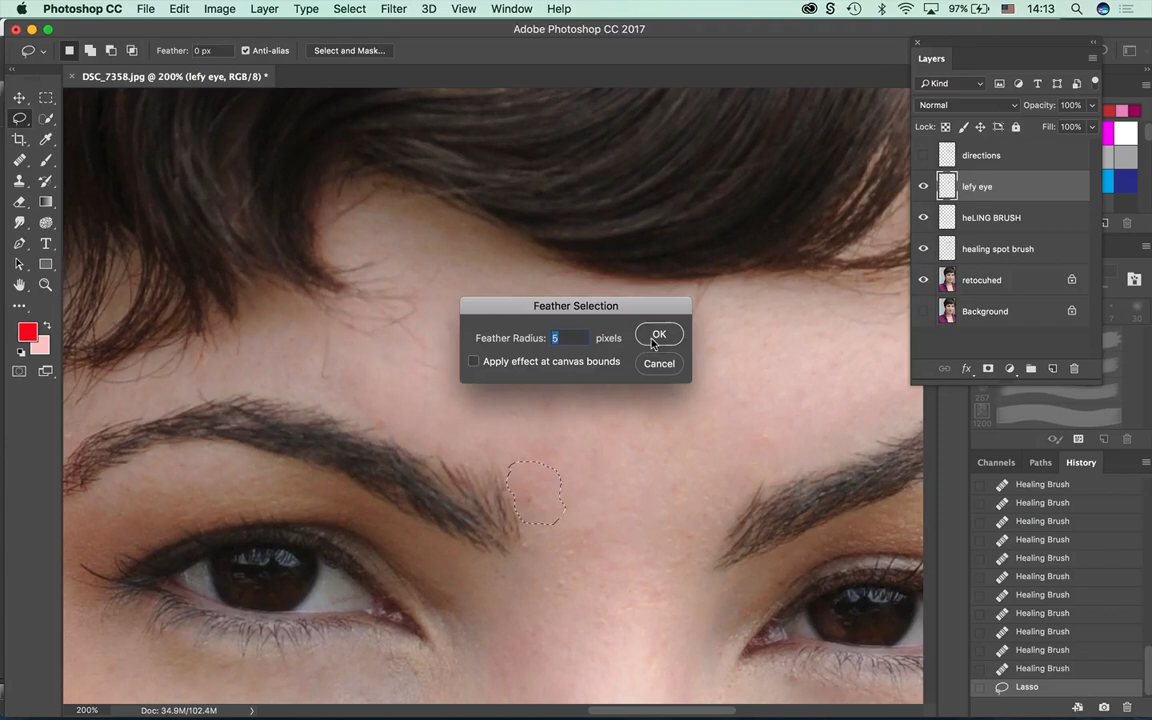 Photoshop CC File Edit Image Layer Type Select Filter 3D View Window Help 97% 14:13
Adobe Photoshop CC 2017
Feather: 0 px Anti-alias Select and Mask...
DSC_7358.jpg @ 200% (lefy eye, RGB/8) *
Layers
Kind
Normal Opacity: 100%
Lock: Fill: 100%
directions
lefy eye
heLING BRUSH
healing spot brush
retocuhed
Background
Feather Selection
Feather Radius: 5 pixels
OK
Apply effect at canvas bounds
Cancel
7 30
257
1200
Channels Paths History
Healing Brush
Healing Brush
Healing Brush
Healing Brush
Healing Brush
Healing Brush
Healing Brush
Healing Brush
Healing Brush
Healing Brush
Healing Brush
Lasso
200% Doc: 34.9M/102.4M